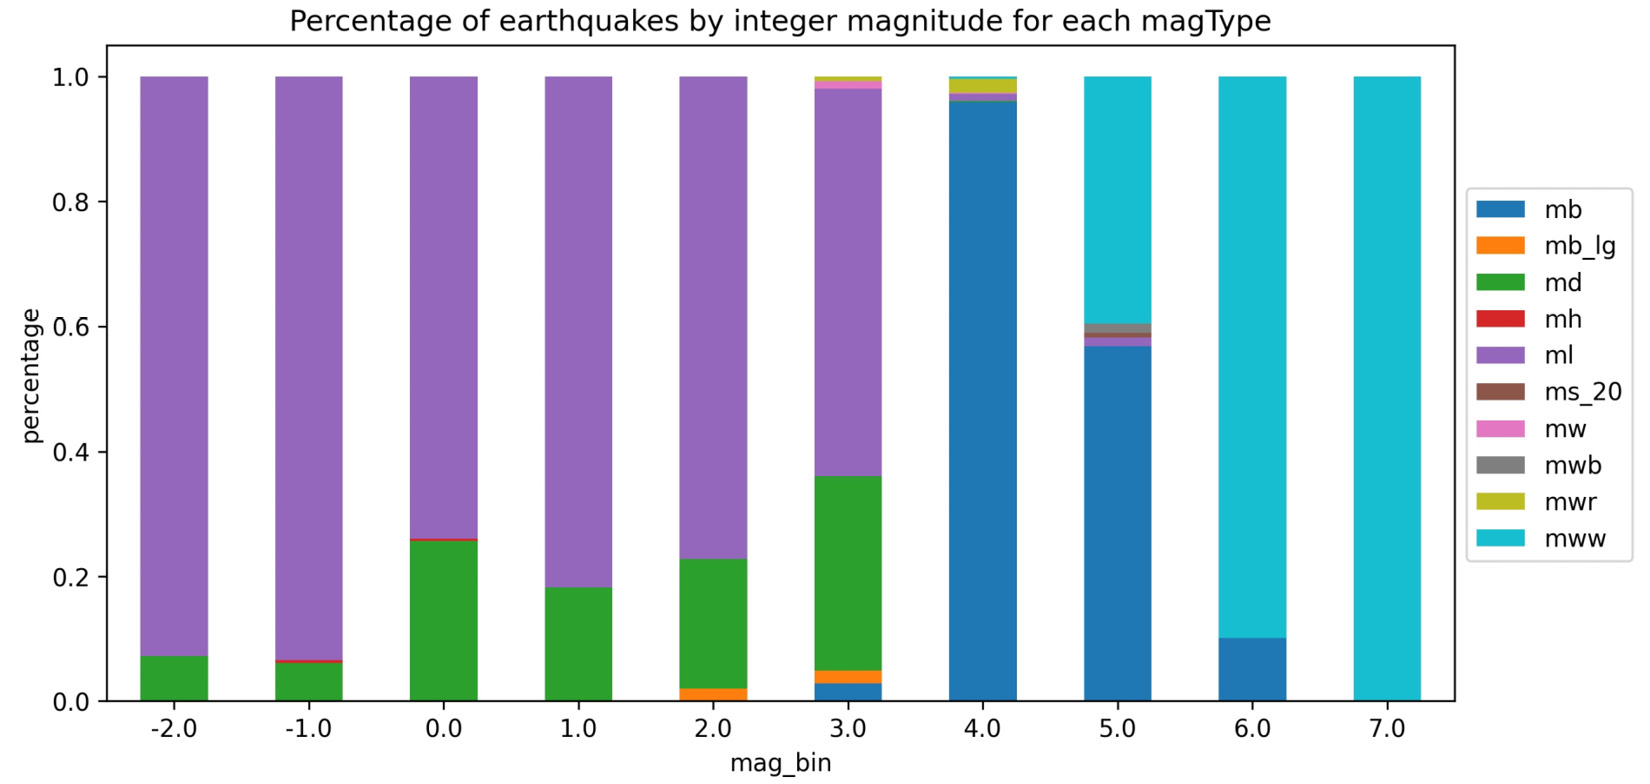 Percentage of earthquakes by integer magnitude for each magType
percentage
1.0
0.8
0.6
0.4
0.2
0.0
-2.0 -1.0 0.0 1.0 2.0 3.0 4.0 5.0 6.0 7.0
mag_bin
mb
mb_lg
md
mh
ml
ms_20
mw
mwb
mwr
mww